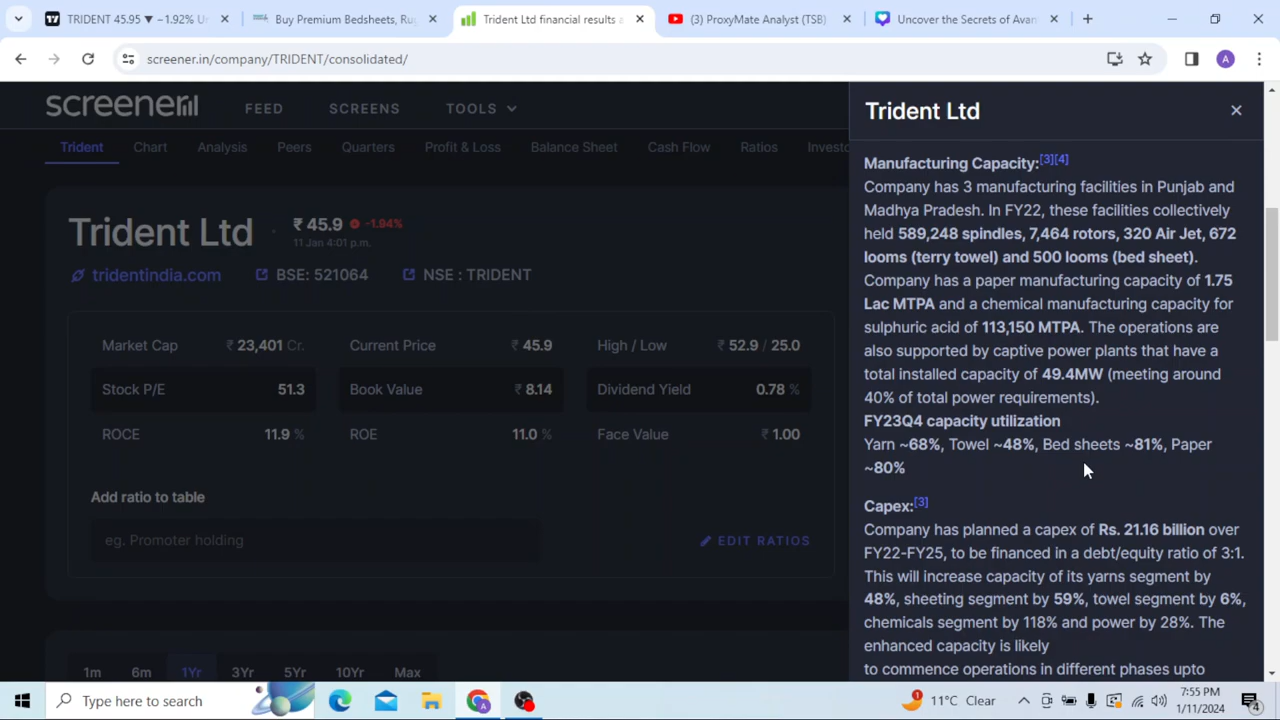 TRIDENT 45.95 ▼ −1.92% Un
Buy Premium Bedsheets, Rug
Trident Ltd financial results a
(3) ProxyMate Analyst (TSB)
Uncover the Secrets of Avan
screener.in/company/TRIDENT/consolidated/
A
screener
FEED
SCREENS
TOOLS
Trident
Chart
Analysis
Peers
Quarters
Profit & Loss
Balance Sheet
Cash Flow
Ratios
Investo
Trident Ltd
₹ 45.9
-1.94%
11 Jan 4:01 p.m.
tridentindia.com
BSE: 521064
NSE : TRIDENT
Market Cap
₹ 23,401 Cr.
Current Price
₹ 45.9
High / Low
₹ 52.9 / 25.0
Stock P/E
51.3
Book Value
₹ 8.14
Dividend Yield
0.78 %
ROCE
11.9 %
ROE
11.0 %
Face Value
₹ 1.00
Add ratio to table
eg. Promoter holding
EDIT RATIOS
1m
6m
1Yr
3Yr
5Yr
10Yr
Max
Trident Ltd
Manufacturing Capacity:[3][4]
Company has 3 manufacturing facilities in Punjab and
Madhya Pradesh. In FY22, these facilities collectively
held 589,248 spindles, 7,464 rotors, 320 Air Jet, 672
looms (terry towel) and 500 looms (bed sheet).
Company has a paper manufacturing capacity of 1.75
Lac MTPA and a chemical manufacturing capacity for
sulphuric acid of 113,150 MTPA. The operations are
also supported by captive power plants that have a
total installed capacity of 49.4MW (meeting around
40% of total power requirements).
FY23Q4 capacity utilization
Yarn ~68%, Towel ~48%, Bed sheets ~81%, Paper
~80%
Capex:[3]
Company has planned a capex of Rs. 21.16 billion over
FY22-FY25, to be financed in a debt/equity ratio of 3:1.
This will increase capacity of its yarns segment by
48%, sheeting segment by 59%, towel segment by 6%,
chemicals segment by 118% and power by 28%. The
enhanced capacity is likely
to commence operations in different phases upto
Type here to search
A
1
11°C Clear
7:55 PM
1/11/2024
4